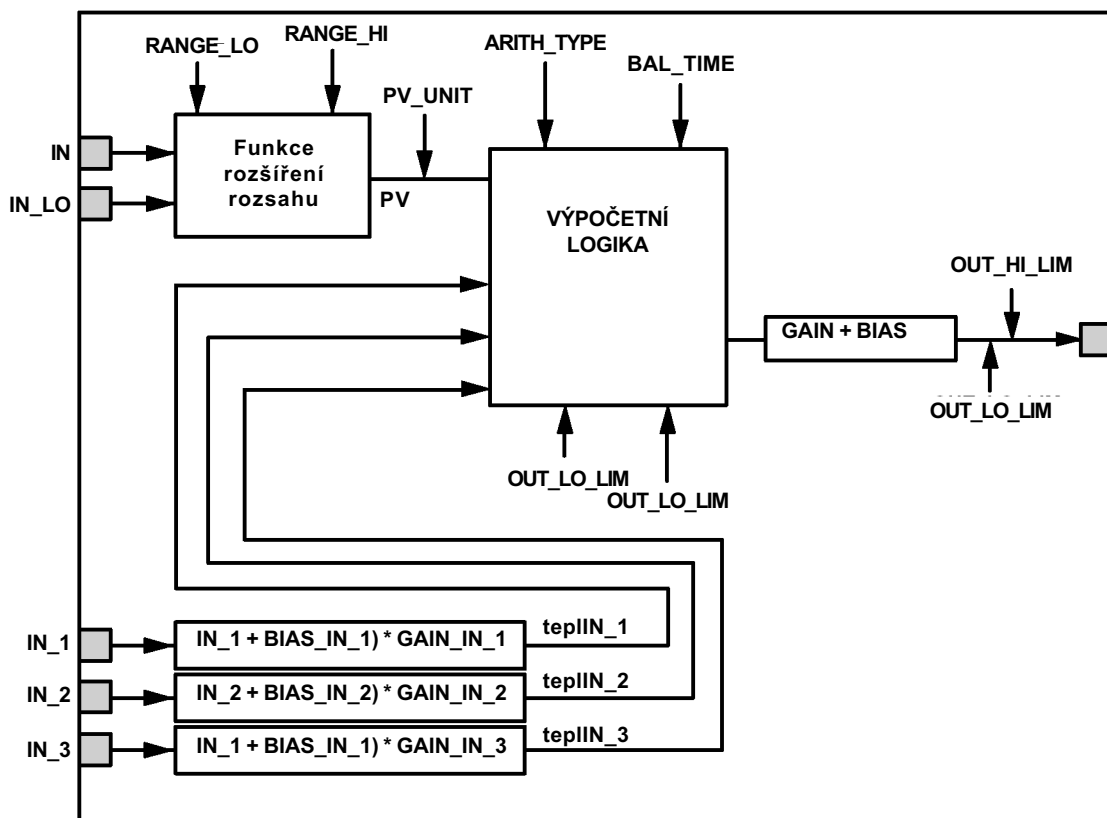 RANGE_LO
RANGE_HI
ARITH_TYPE
BAL_TIME
PV_UNIT
IN
Funkce
rozšíření
rozsahu
IN_LO
PV
VÝPOČETNÍ
LOGIKA
OUT_HI_LIM
GAIN + BIAS
OUT_LO_LIM
OUT_LO_LIM
OUT_LO_LIM
IN_1
IN_1 + BIAS_IN_1) * GAIN_IN_1
teplIN_1
IN_2
IN_2 + BIAS_IN_2) * GAIN_IN_2
teplIN_2
IN_3
IN_1 + BIAS_IN_1) * GAIN_IN_3
teplIN_3